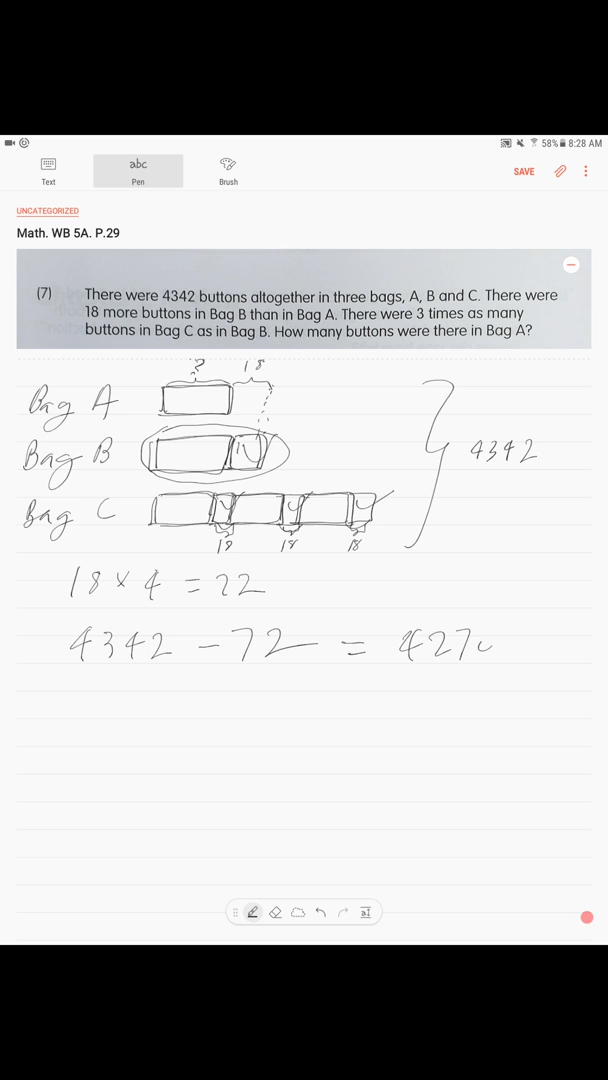 58% 8:28 AM
Text
abc
Pen
Brush
SAVE
UNCATEGORIZED
Math. WB 5A. P.29
(7) There were 4342 buttons altogether in three bags, A, B and C. There were
18 more buttons in Bag B than in Bag A. There were 3 times as many
buttons in Bag C as in Bag B. How many buttons were there in Bag A?
? 18
Bag A
Bag B
4342
Bag C
18 18 18
18 × 4 = 72
4342 - 72 = 4270